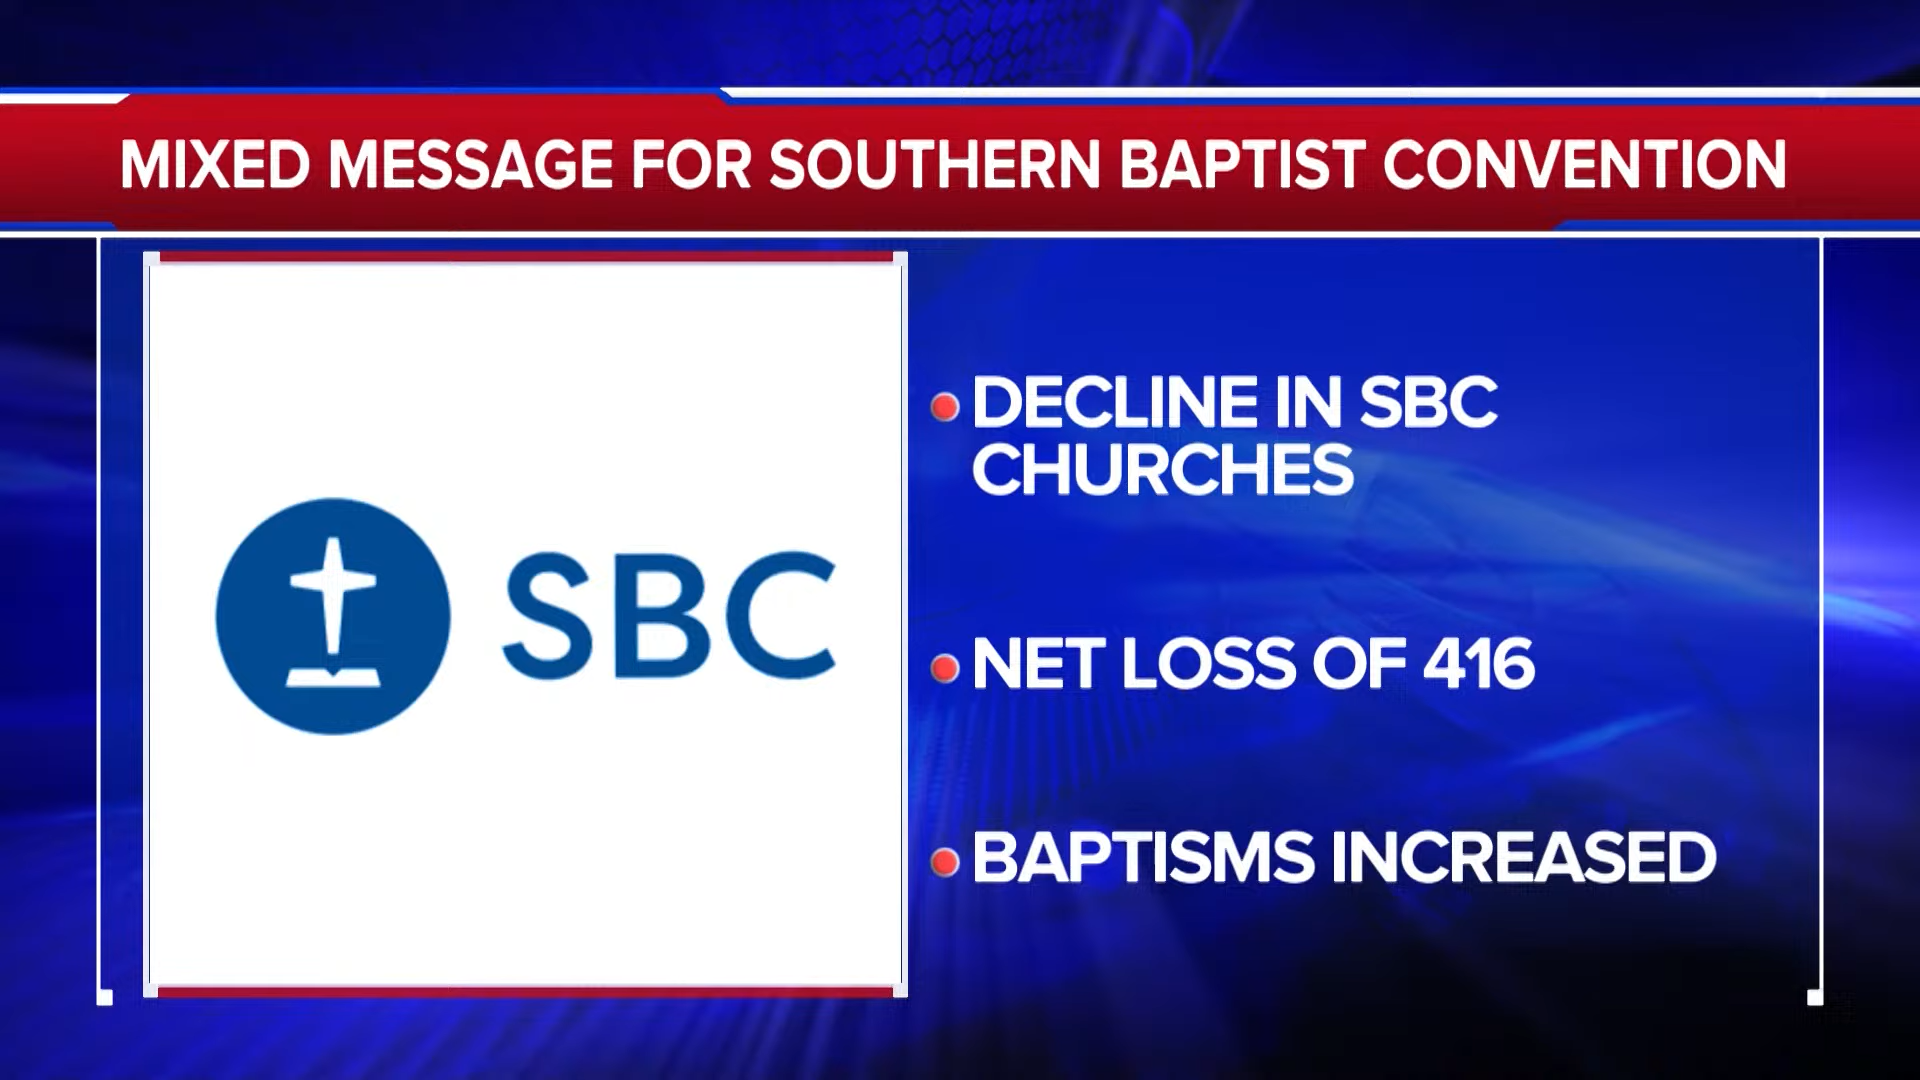 MIXED MESSAGE FOR SOUTHERN BAPTIST CONVENTION
SBC
DECLINE IN SBC
CHURCHES
NET LOSS OF 416
BAPTISMS INCREASED